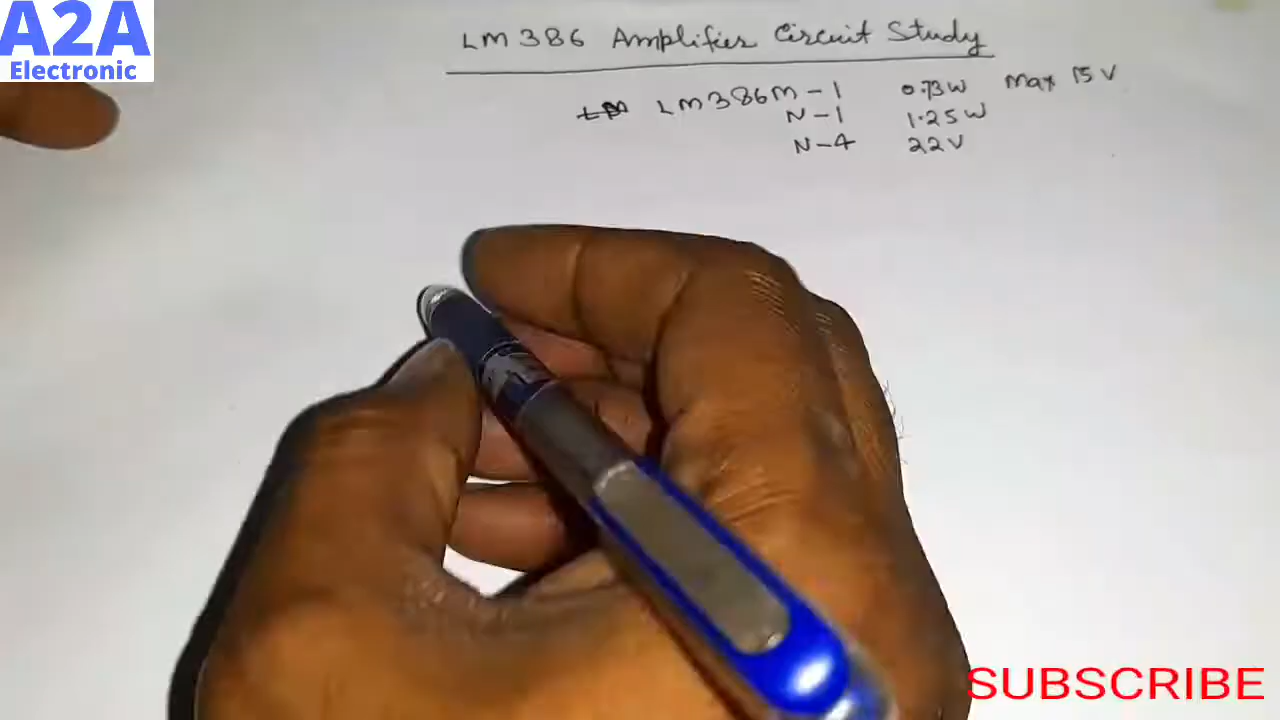 A2A
Electronic
LM386 Amplifier Circuit Study
LM386M-1 0.73W Max 15V
N-1 1.25W
N-4 22V
SUBSCRIBE